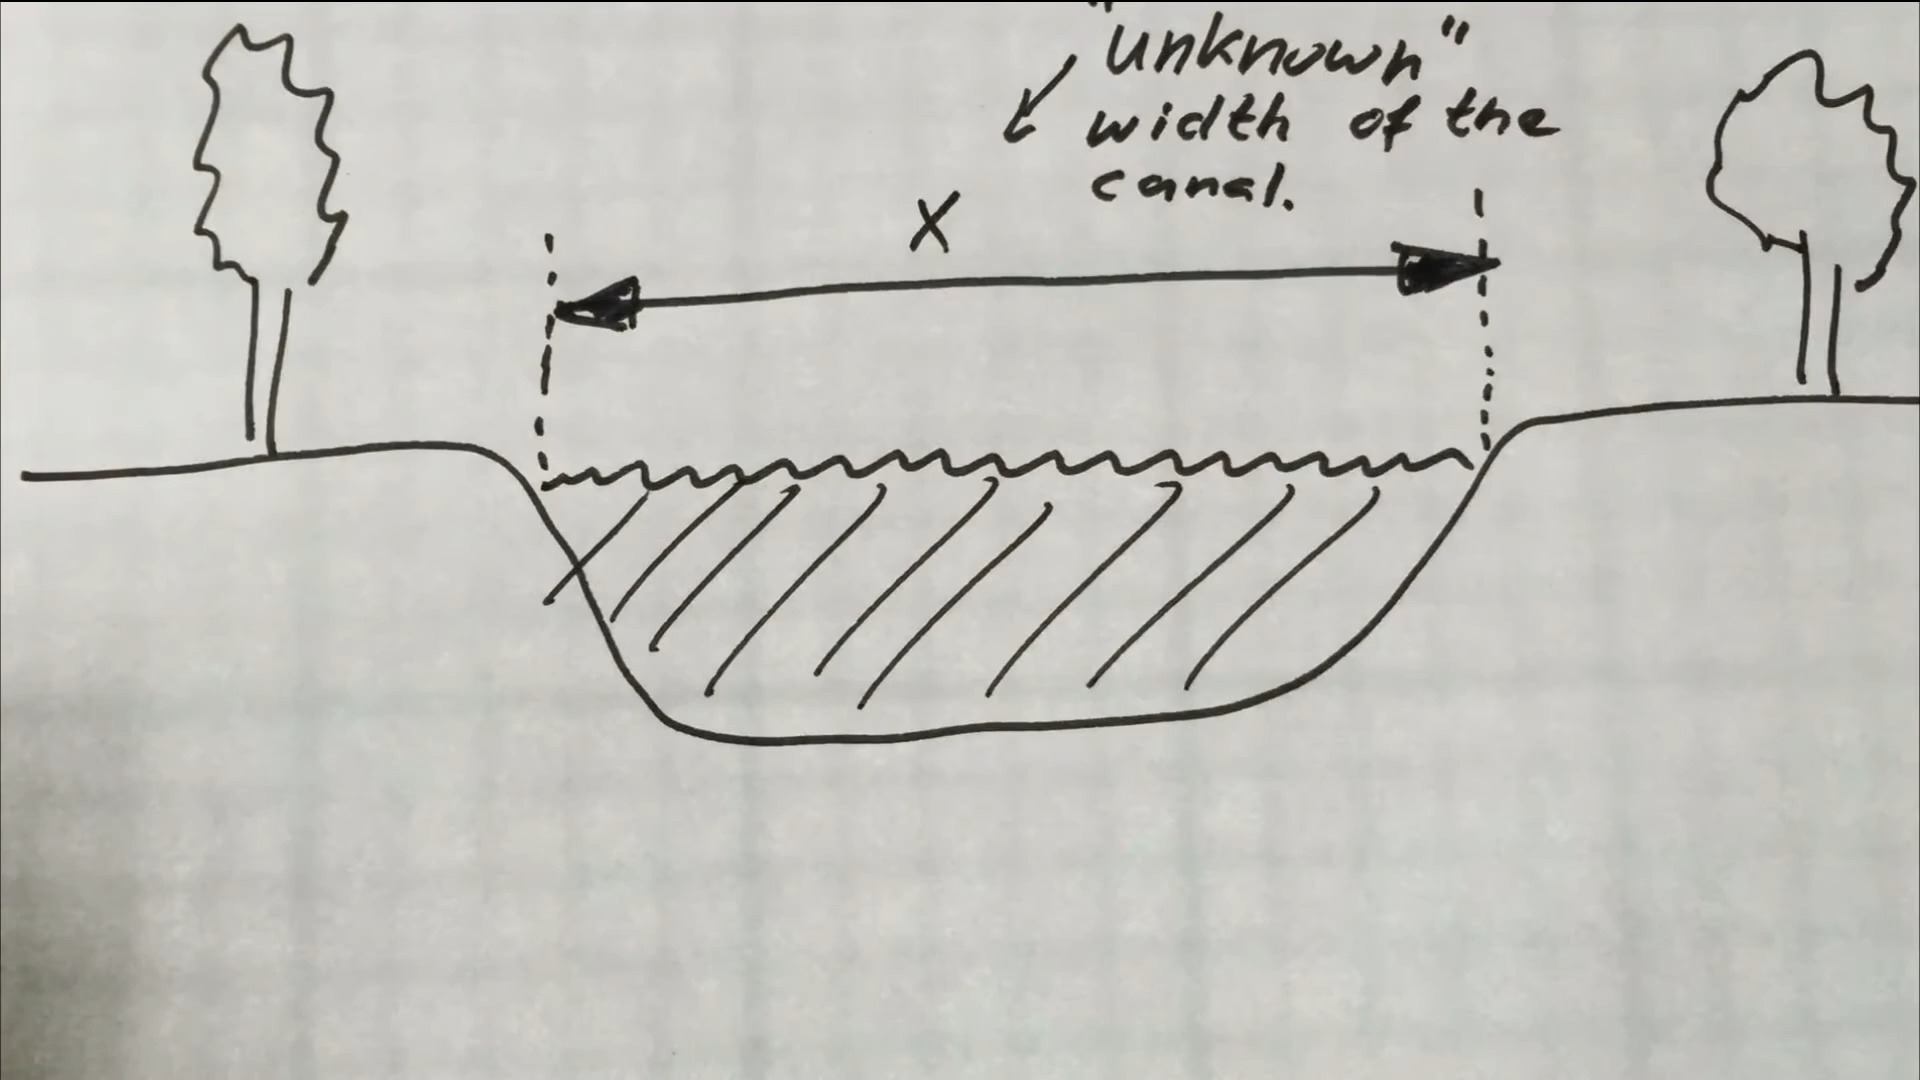 "unknown"
width of the
canal.
X